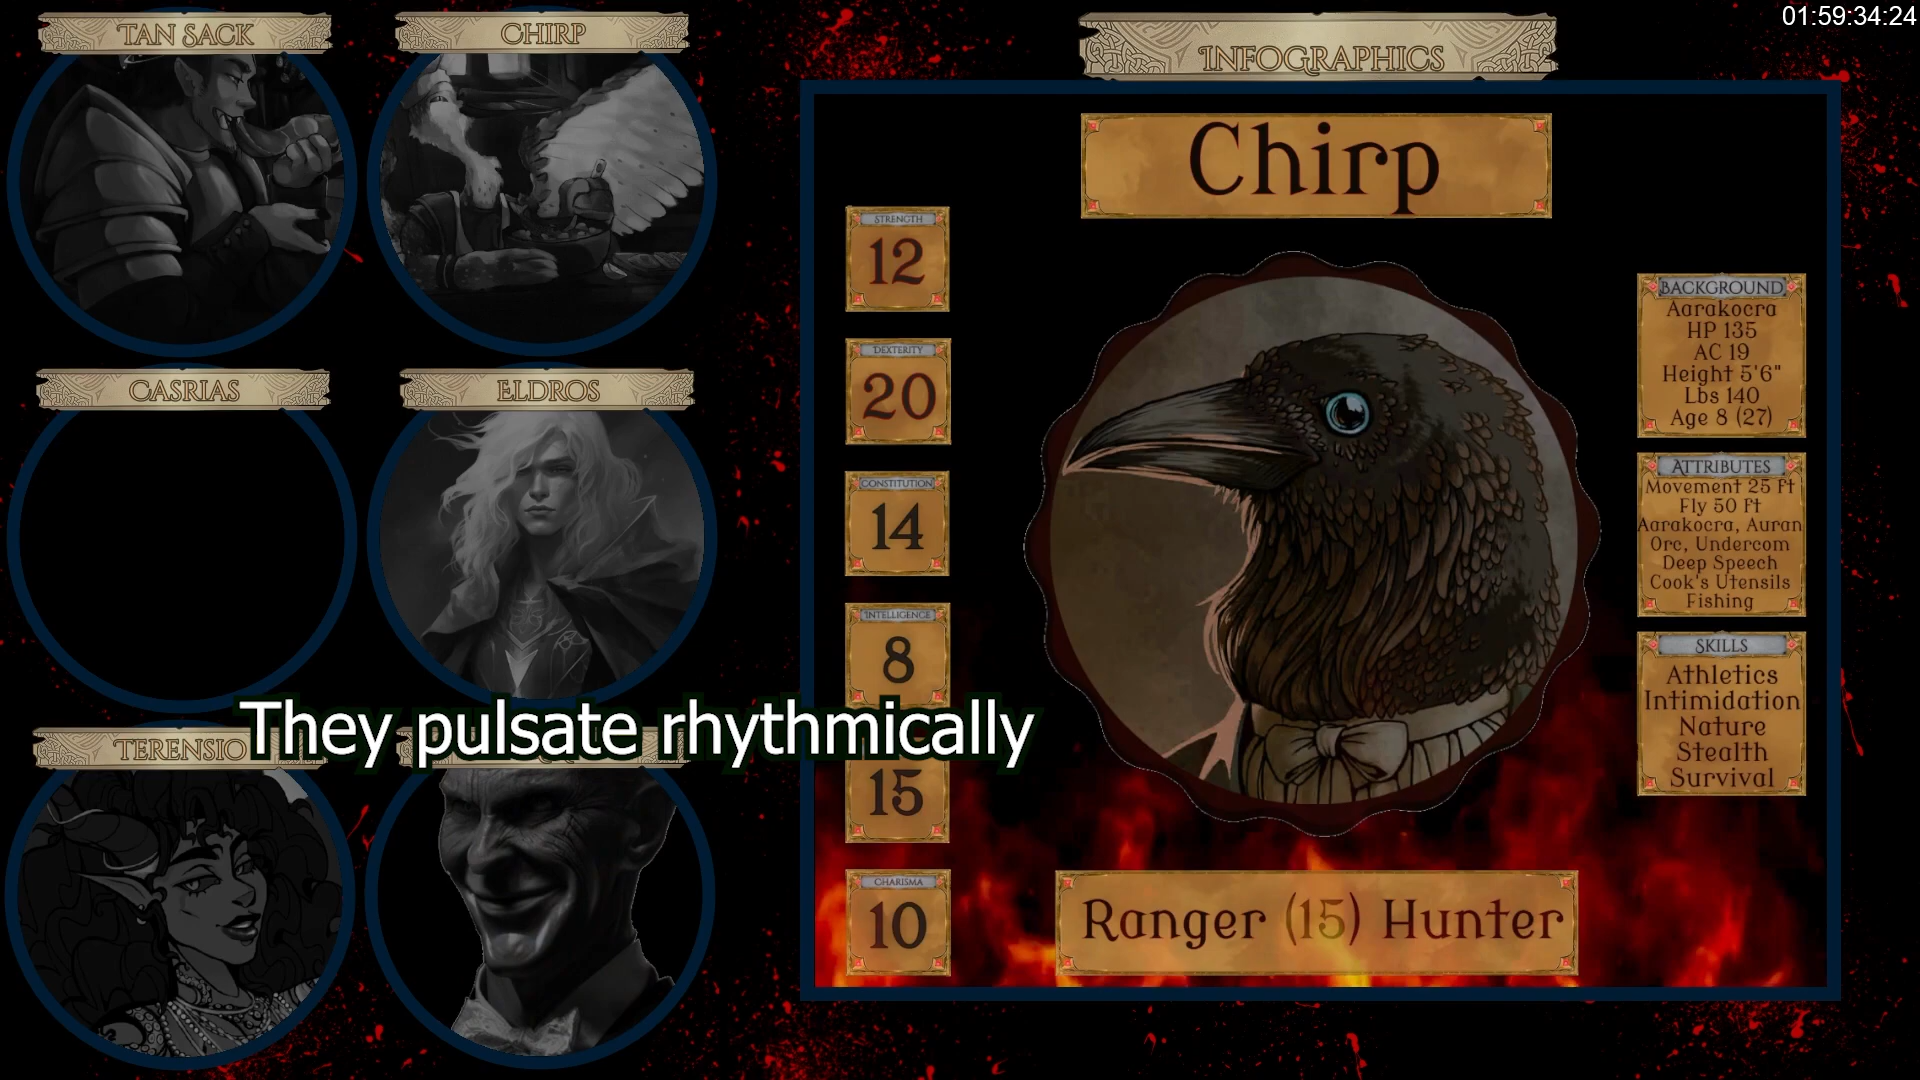 01:59:34:24
TAN SACK
CHIRP
INFOGRAPHICS
CASRIAS
ELDROS
TERENSIO
They pulsate rhythmically
Chirp
STRENGTH
12
DEXTERITY
20
CONSTITUTION
14
INTELLIGENCE
8
15
CHARISMA
10
BACKGROUND
Aarakocra
HP 135
AC 19
Height 5'6"
Lbs 140
Age 8 (27)
ATTRIBUTES
Movement 25 ft
Fly 50 ft
Aarakocra, Auran
Orc, Undercom
Deep Speech
Cook's Utensils
Fishing
SKILLS
Athletics
Intimidation
Nature
Stealth
Survival
Ranger (15) Hunter